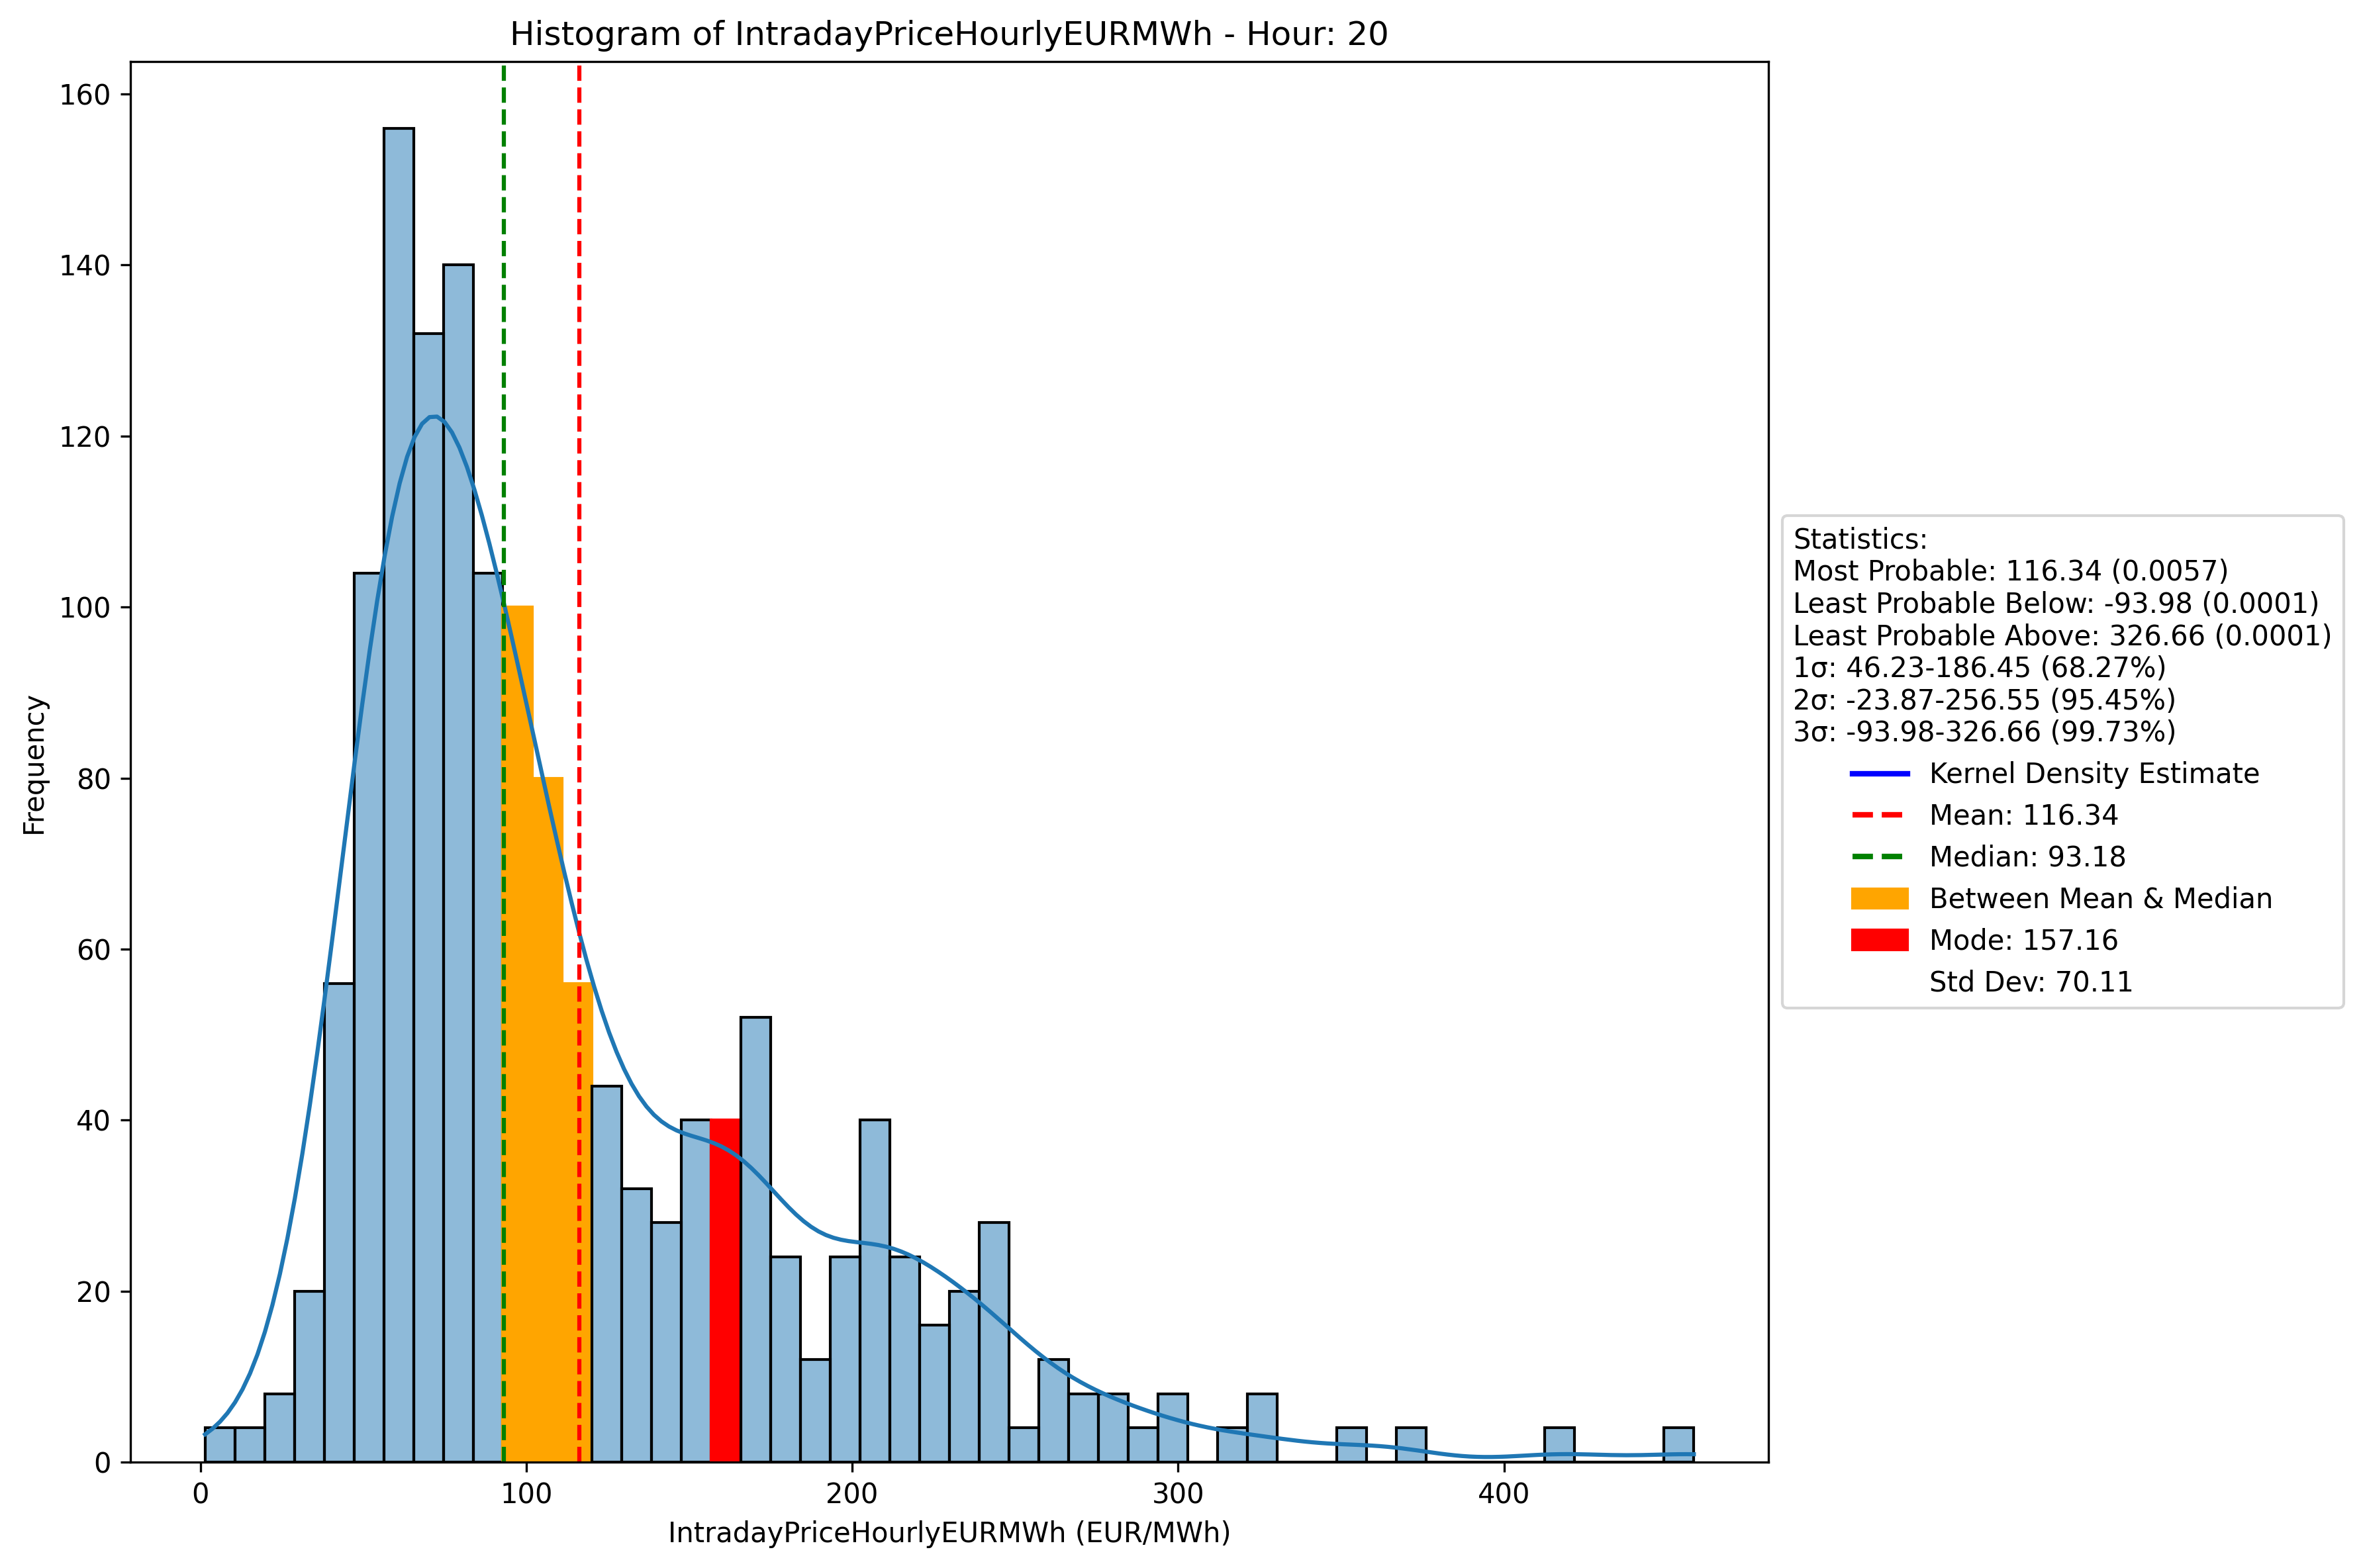 Histogram of IntradayPriceHourlyEURMWh - Hour: 20
160
140
120
100
80
60
40
20
0
Frequency
0 100 200 300 400
IntradayPriceHourlyEURMWh (EUR/MWh)
Statistics:
Most Probable: 116.34 (0.0057)
Least Probable Below: -93.98 (0.0001)
Least Probable Above: 326.66 (0.0001)
1σ: 46.23-186.45 (68.27%)
2σ: -23.87-256.55 (95.45%)
3σ: -93.98-326.66 (99.73%)
Kernel Density Estimate
Mean: 116.34
Median: 93.18
Between Mean & Median
Mode: 157.16
Std Dev: 70.11